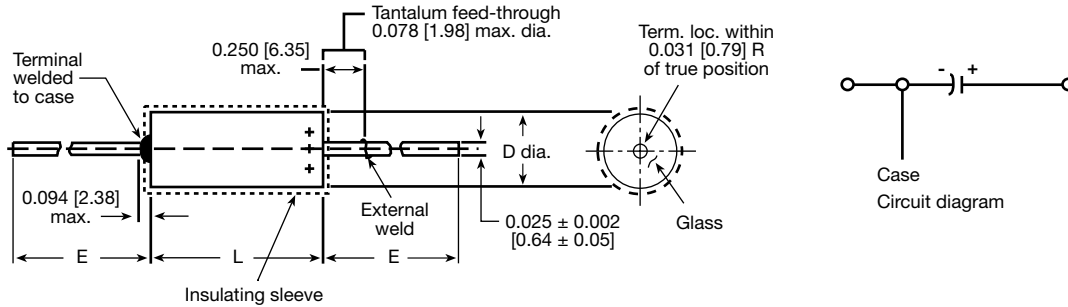 Tantalum feed-through
0.078 [1.98] max. dia.
0.250 [6.35]
max.
Terminal
welded
to case
Term. loc. within
0.031 [0.79] R
of true position
- +
+
+
+
D dia.
0.094 [2.38]
max.
External
weld
0.025 ± 0.002
[0.64 ± 0.05]
Glass
Case
Circuit diagram
E
L
E
Insulating sleeve